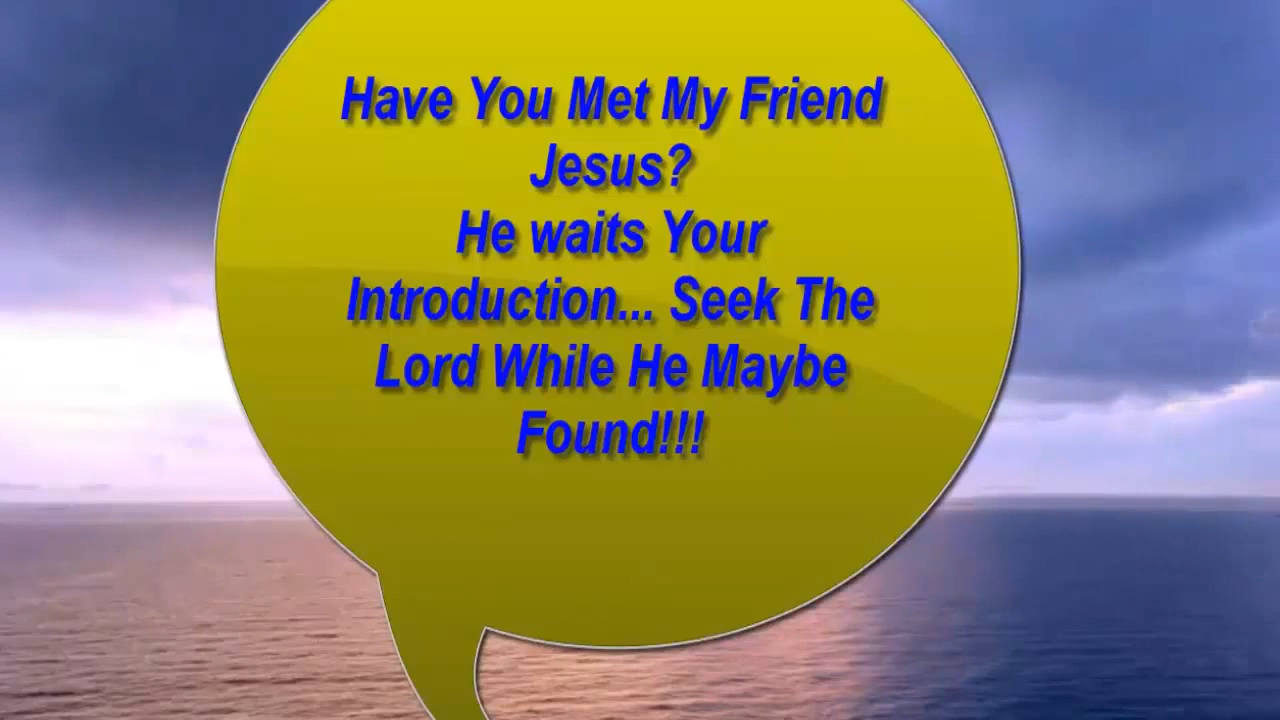 Have You Met My Friend
Jesus?
He waits Your
Introduction... Seek The
Lord While He Maybe
Found!!!